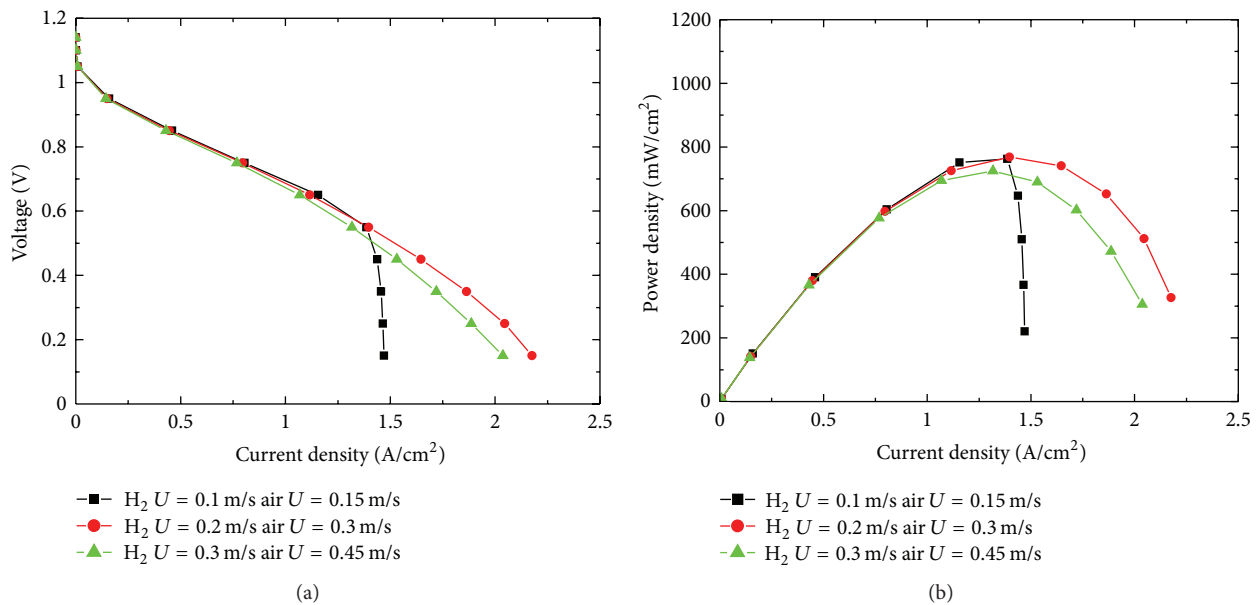 1.2
1
0.8
0.6
0.4
0.2
0
Voltage (V)
0
0.5
1
1.5
2
2.5
Current density (A/cm²)
H₂ U = 0.1 m/s air U = 0.15 m/s
H₂ U = 0.2 m/s air U = 0.3 m/s
H₂ U = 0.3 m/s air U = 0.45 m/s
(a)
1200
1000
800
600
400
200
0
Power density (mW/cm²)
0
0.5
1
1.5
2
2.5
Current density (A/cm²)
H₂ U = 0.1 m/s air U = 0.15 m/s
H₂ U = 0.2 m/s air U = 0.3 m/s
H₂ U = 0.3 m/s air U = 0.45 m/s
(b)